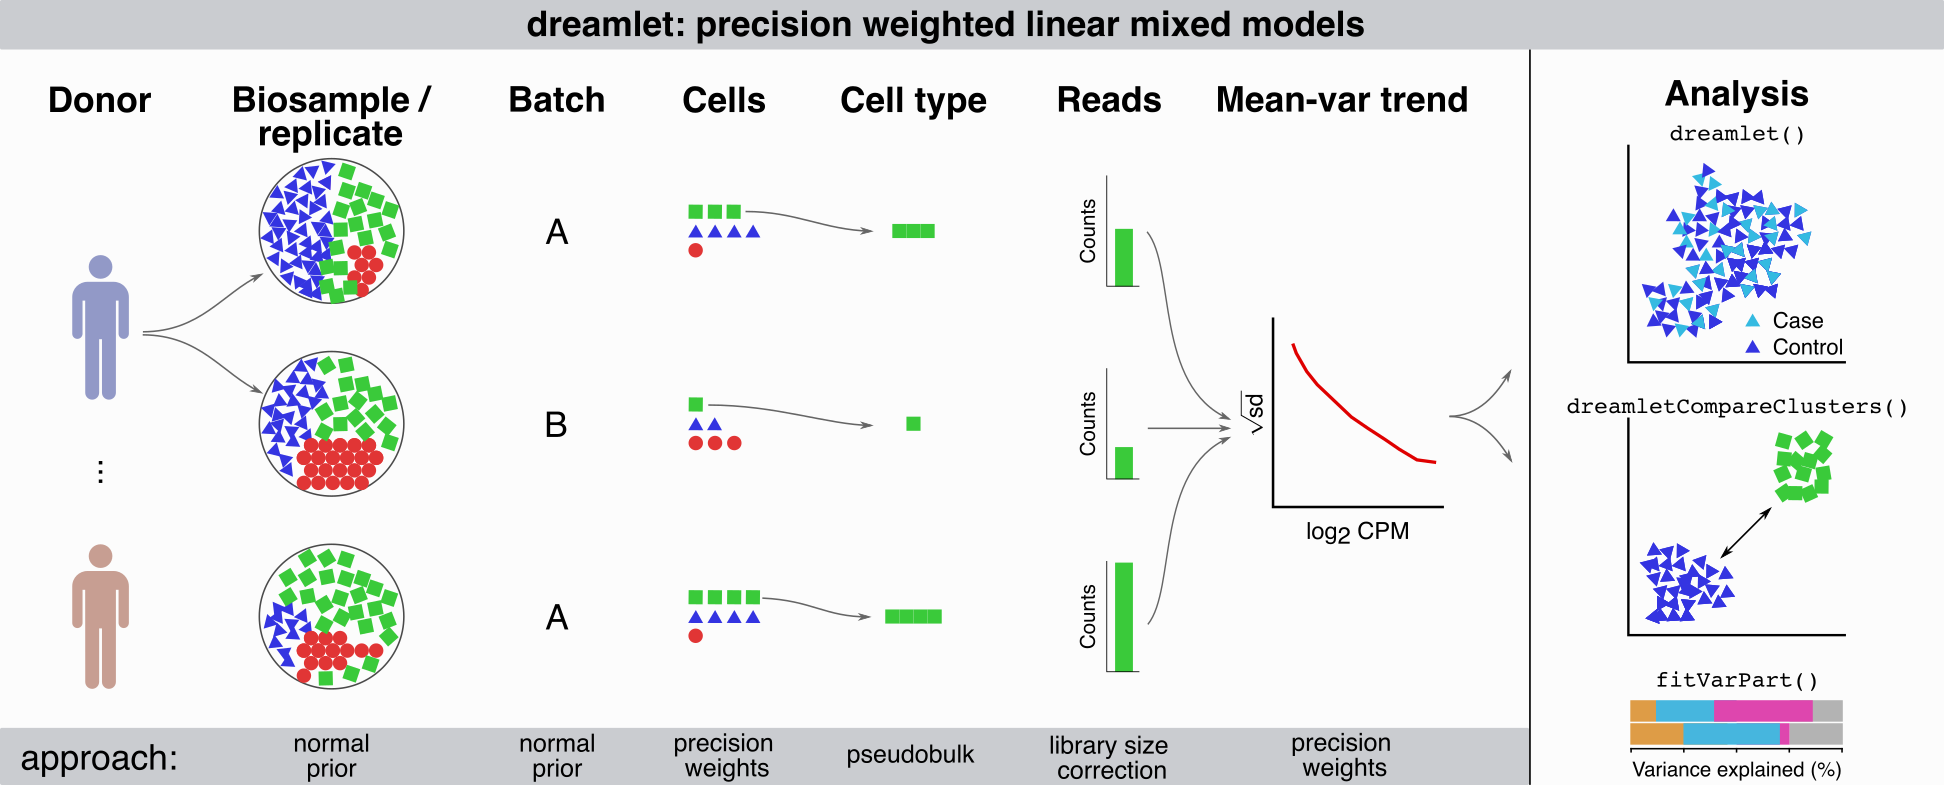 dreamlet: precision weighted linear mixed models
Donor
Biosample /
replicate
Batch
Cells
Cell type
Reads
Mean-var trend
A
B
A
Counts
Counts
Counts
√sd
log2 CPM
⋮
Analysis
dreamlet()
Case
Control
dreamletCompareClusters()
fitVarPart()
Variance explained (%)
approach:
normal
prior
normal
prior
precision
weights
pseudobulk
library size
correction
precision
weights